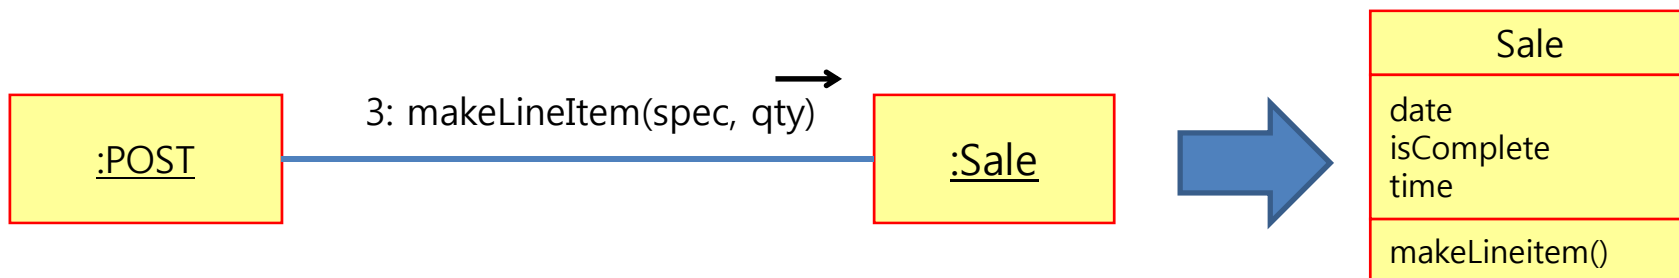 :POST
3: makeLineItem(spec, qty)
:Sale
Sale
date
isComplete
time
makeLineitem()